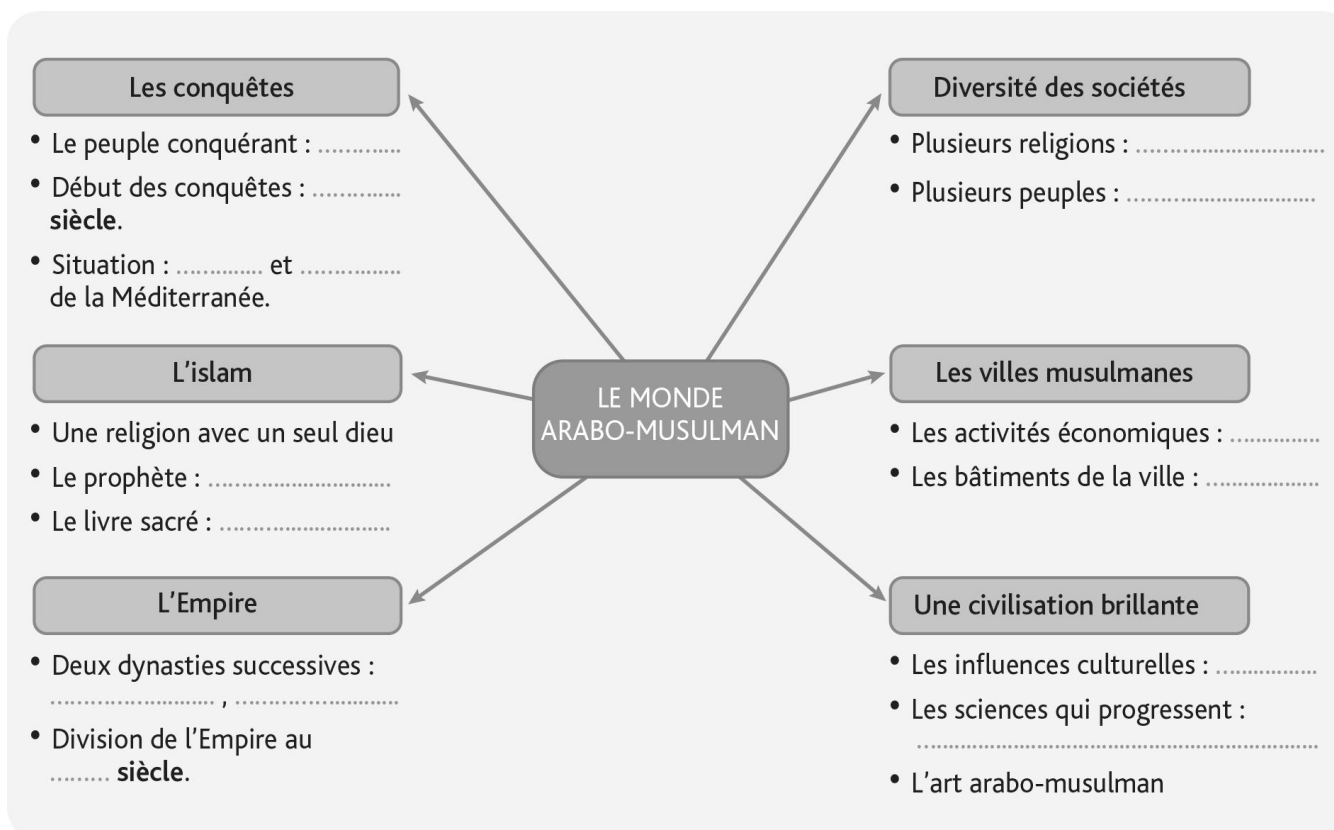 Les conquêtes
• Le peuple conquérant : .............
• Début des conquêtes : .............
siècle.
• Situation : ............. et ...............
de la Méditerranée.
L'islam
• Une religion avec un seul dieu
• Le prophète : ...........................
• Le livre sacré : .........................
L'Empire
• Deux dynasties successives :
........................ , ........................
• Division de l'Empire au
......... siècle.
LE MONDE
ARABO-MUSULMAN
Diversité des sociétés
• Plusieurs religions : ............................
• Plusieurs peuples : ............................
Les villes musulmanes
• Les activités économiques : .............
• Les bâtiments de la ville : .................
Une civilisation brillante
• Les influences culturelles : ...............
• Les sciences qui progressent :
............................................................
• L'art arabo-musulman